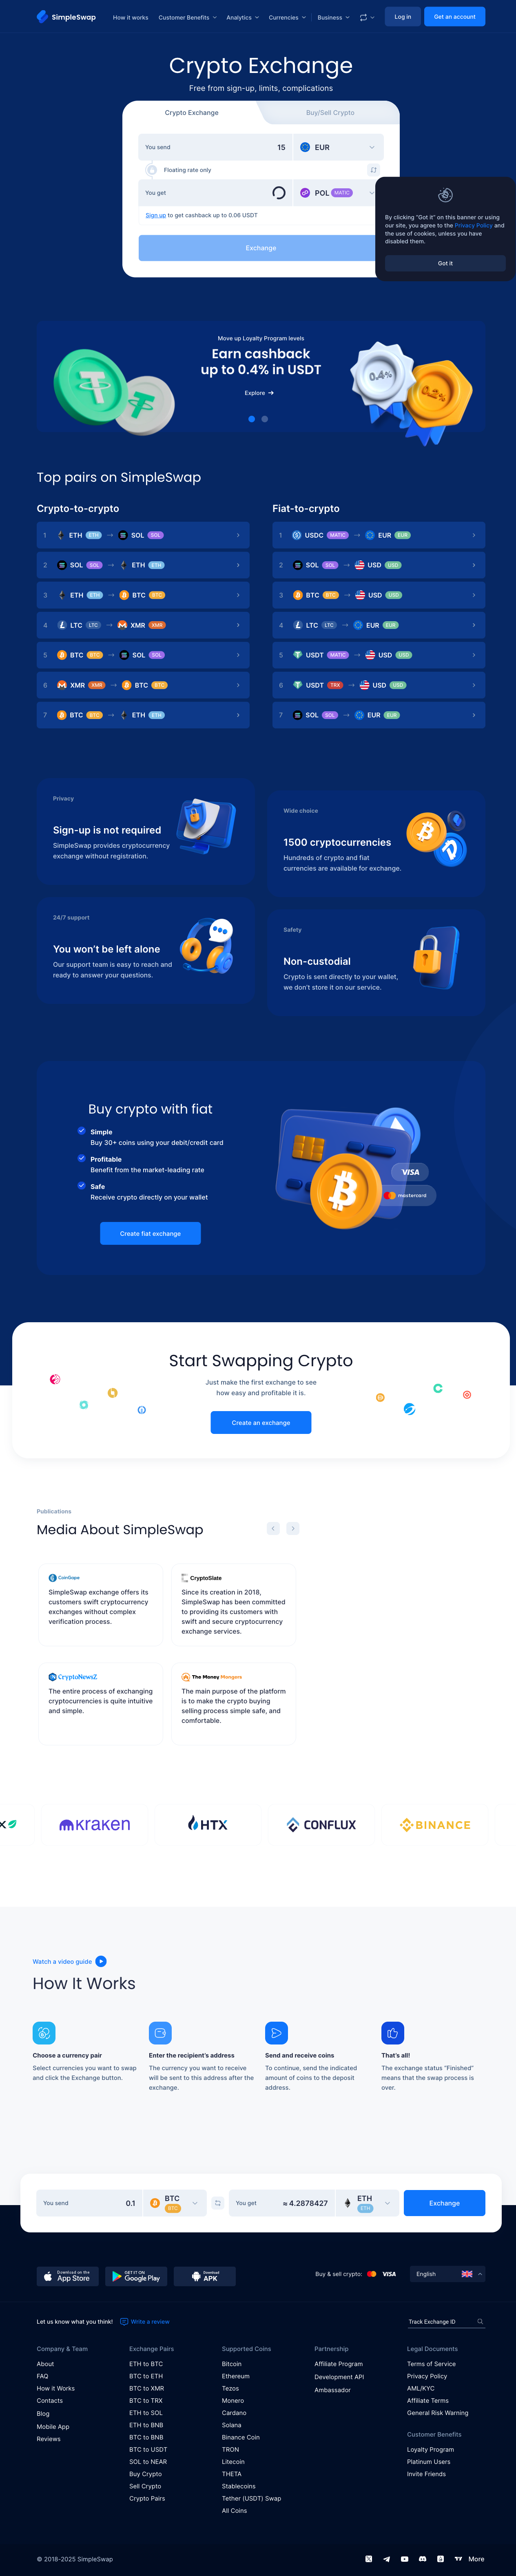 SimpleSwap
How it works
Customer Benefits
Analytics
Currencies
Business
Log in
Get an account
Crypto Exchange
Free from sign-up, limits, complications
Crypto Exchange
Buy/Sell Crypto
You send
15
EUR
Floating rate only
You get
POL MATIC
Sign up to get cashback up to 0.06 USDT
Exchange
By clicking "Got it" on this banner or using
our site, you agree to the Privacy Policy and
the use of cookies, unless you have
disabled them.
Got it
Move up Loyalty Program levels
Earn cashback
up to 0.4% in USDT
Explore
0.4%
0.2%
Top pairs on SimpleSwap
Crypto-to-crypto
1 ETH ETH SOL SOL
2 SOL SOL ETH ETH
3 ETH ETH BTC BTC
4 LTC LTC XMR XMR
5 BTC BTC SOL SOL
6 XMR XMR BTC BTC
7 BTC BTC ETH ETH
Fiat-to-crypto
1 USDC MATIC EUR EUR
2 SOL SOL USD USD
3 BTC BTC USD USD
4 LTC LTC EUR EUR
5 USDT MATIC USD USD
6 USDT TRX USD USD
7 SOL SOL EUR EUR
Privacy
Sign-up is not required
SimpleSwap provides cryptocurrency
exchange without registration.
Wide choice
1500 cryptocurrencies
Hundreds of crypto and fiat
currencies are available for exchange.
24/7 support
You won't be left alone
Our support team is easy to reach and
ready to answer your questions.
Safety
Non-custodial
Crypto is sent directly to your wallet,
we don't store it on our service.
Buy crypto with fiat
Simple
Buy 30+ coins using your debit/credit card
Profitable
Benefit from the market-leading rate
Safe
Receive crypto directly on your wallet
Create fiat exchange
VISA
mastercard
Start Swapping Crypto
Just make the first exchange to see
how easy and profitable it is.
Create an exchange
Publications
Media About SimpleSwap
CoinGape
SimpleSwap exchange offers its
customers swift cryptocurrency
exchanges without complex
verification process.
CryptoSlate
Since its creation in 2018,
SimpleSwap has been committed
to providing its customers with
swift and secure cryptocurrency
exchange services.
CryptoNewsZ
The entire process of exchanging
cryptocurrencies is quite intuitive
and simple.
The Money Mongers
The main purpose of the platform
is to make the crypto buying
selling process simple safe, and
comfortable.
X
kraken
HTX
CONFLUX
BINANCE
Watch a video guide
How It Works
Choose a currency pair
Select currencies you want to swap
and click the Exchange button.
Enter the recipient's address
The currency you want to receive
will be sent to this address after the
exchange.
Send and receive coins
To continue, send the indicated
amount of coins to the deposit
address.
That's all!
The exchange status "Finished"
means that the swap process is
over.
You send
0.1
BTC
BTC
You get
≈ 4.2878427
ETH
ETH
Exchange
Download on the
App Store
GET IT ON
Google Play
Download
APK
Buy & sell crypto:
VISA
English
Let us know what you think!
Write a review
Track Exchange ID
Company & Team
About
FAQ
How it Works
Contacts
Blog
Mobile App
Reviews
Exchange Pairs
ETH to BTC
BTC to ETH
BTC to XMR
BTC to TRX
ETH to SOL
ETH to BNB
BTC to BNB
BTC to USDT
SOL to NEAR
Buy Crypto
Sell Crypto
Crypto Pairs
Supported Coins
Bitcoin
Ethereum
Tezos
Monero
Cardano
Solana
Binance Coin
TRON
Litecoin
THETA
Stablecoins
Tether (USDT) Swap
All Coins
Partnership
Affiliate Program
Development API
Ambassador
Legal Documents
Terms of Service
Privacy Policy
AML/KYC
Affiliate Terms
General Risk Warning
Customer Benefits
Loyalty Program
Platinum Users
Invite Friends
© 2018-2025 SimpleSwap
More